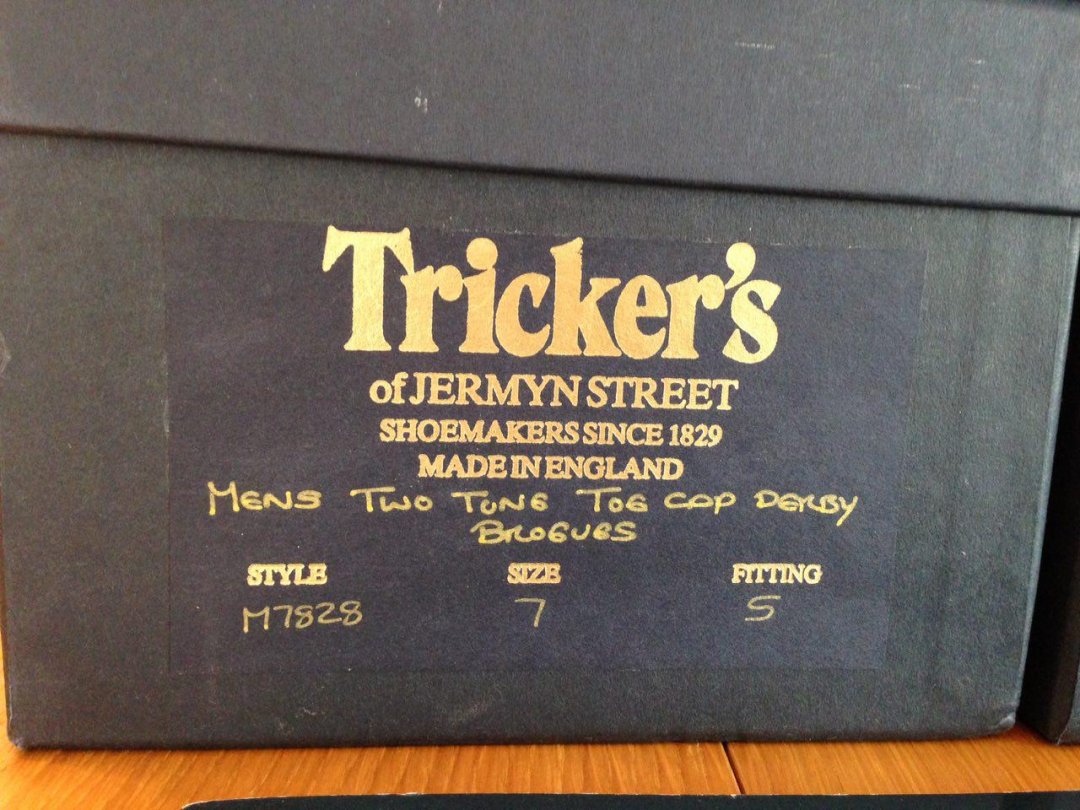 Tricker's
of JERMYN STREET
SHOEMAKERS SINCE 1829
MADE IN ENGLAND
MENS TWO TONE TOE CAP DERBY
BROGUES
STYLE SIZE FITTING
M7828 7 5